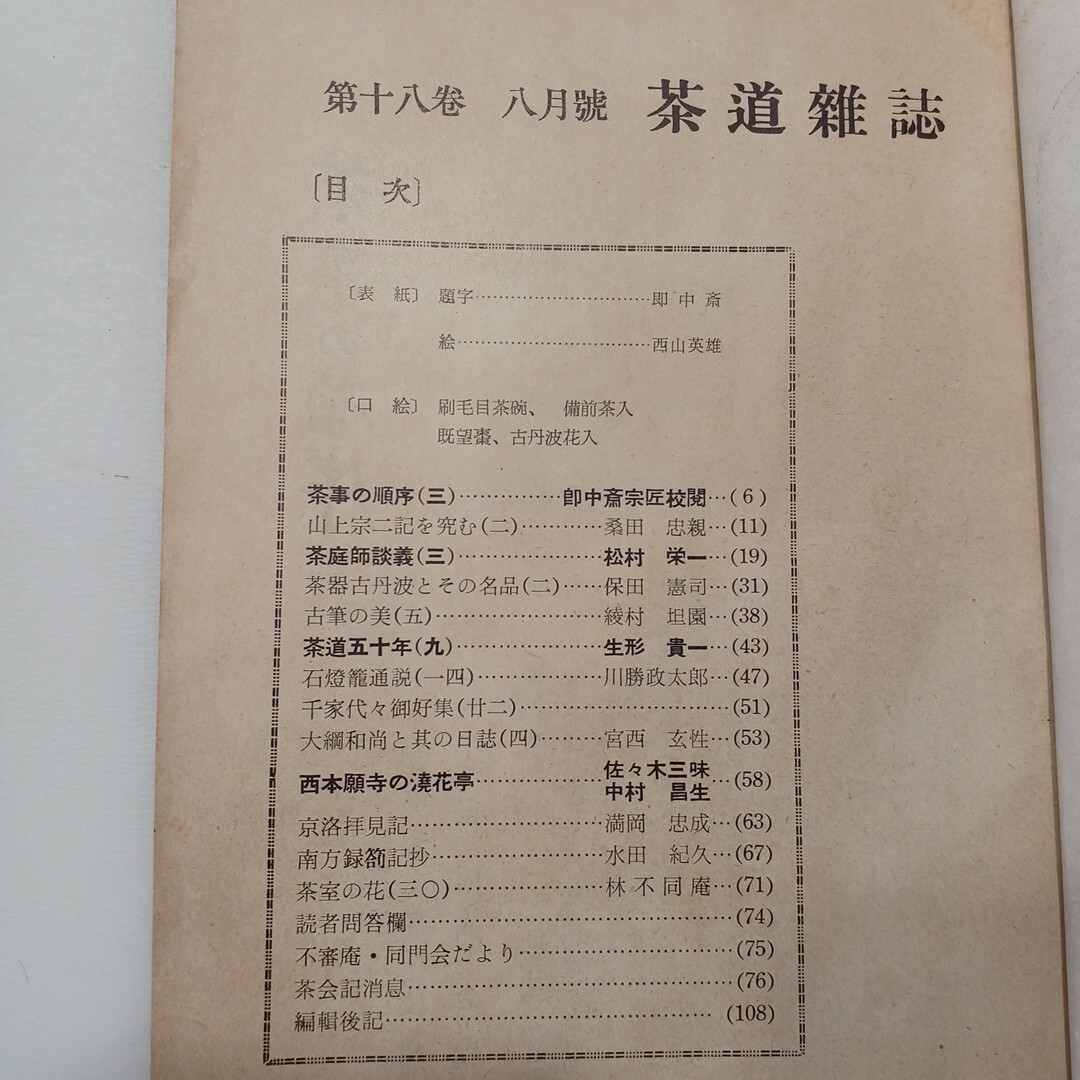 第十八巻 八月號 茶道雜誌
〔目 次〕
〔表 紙〕 題字……………………………即 中 斎
絵……………………………西山英雄
〔口 絵〕 刷毛目茶碗、 備前茶入
既望棗、古丹波花入
茶事の順序(三)……………即中斎宗匠校閲…(6)
山上宗二記を究む(二)…………桑田 忠親…(11)
茶庭師談義(三)…………………松村 栄一…(19)
茶器古丹波とその名品(二)……保田 憲司…(31)
古筆の美(五)……………………綾村 坦園…(38)
茶道五十年(九)…………………生形 貴一…(43)
石燈籠通説(一四)………………川勝政太郎…(47)
千家代々御好集(廿二)…………………………(51)
大綱和尚と其の日誌(四)………宮西 玄性…(53)
西本願寺の澆花亭………………佐々木三味
中村 昌生…(58)
京洛拝見記………………………満岡 忠成…(63)
南方録箚記抄……………………水田 紀久…(67)
茶室の花(三〇)…………………林 不 同 庵…(71)
読者問答欄………………………………………(74)
不審庵・同門会だより…………………………(75)
茶会記消息………………………………………(76)
編輯後記………………………………………(108)